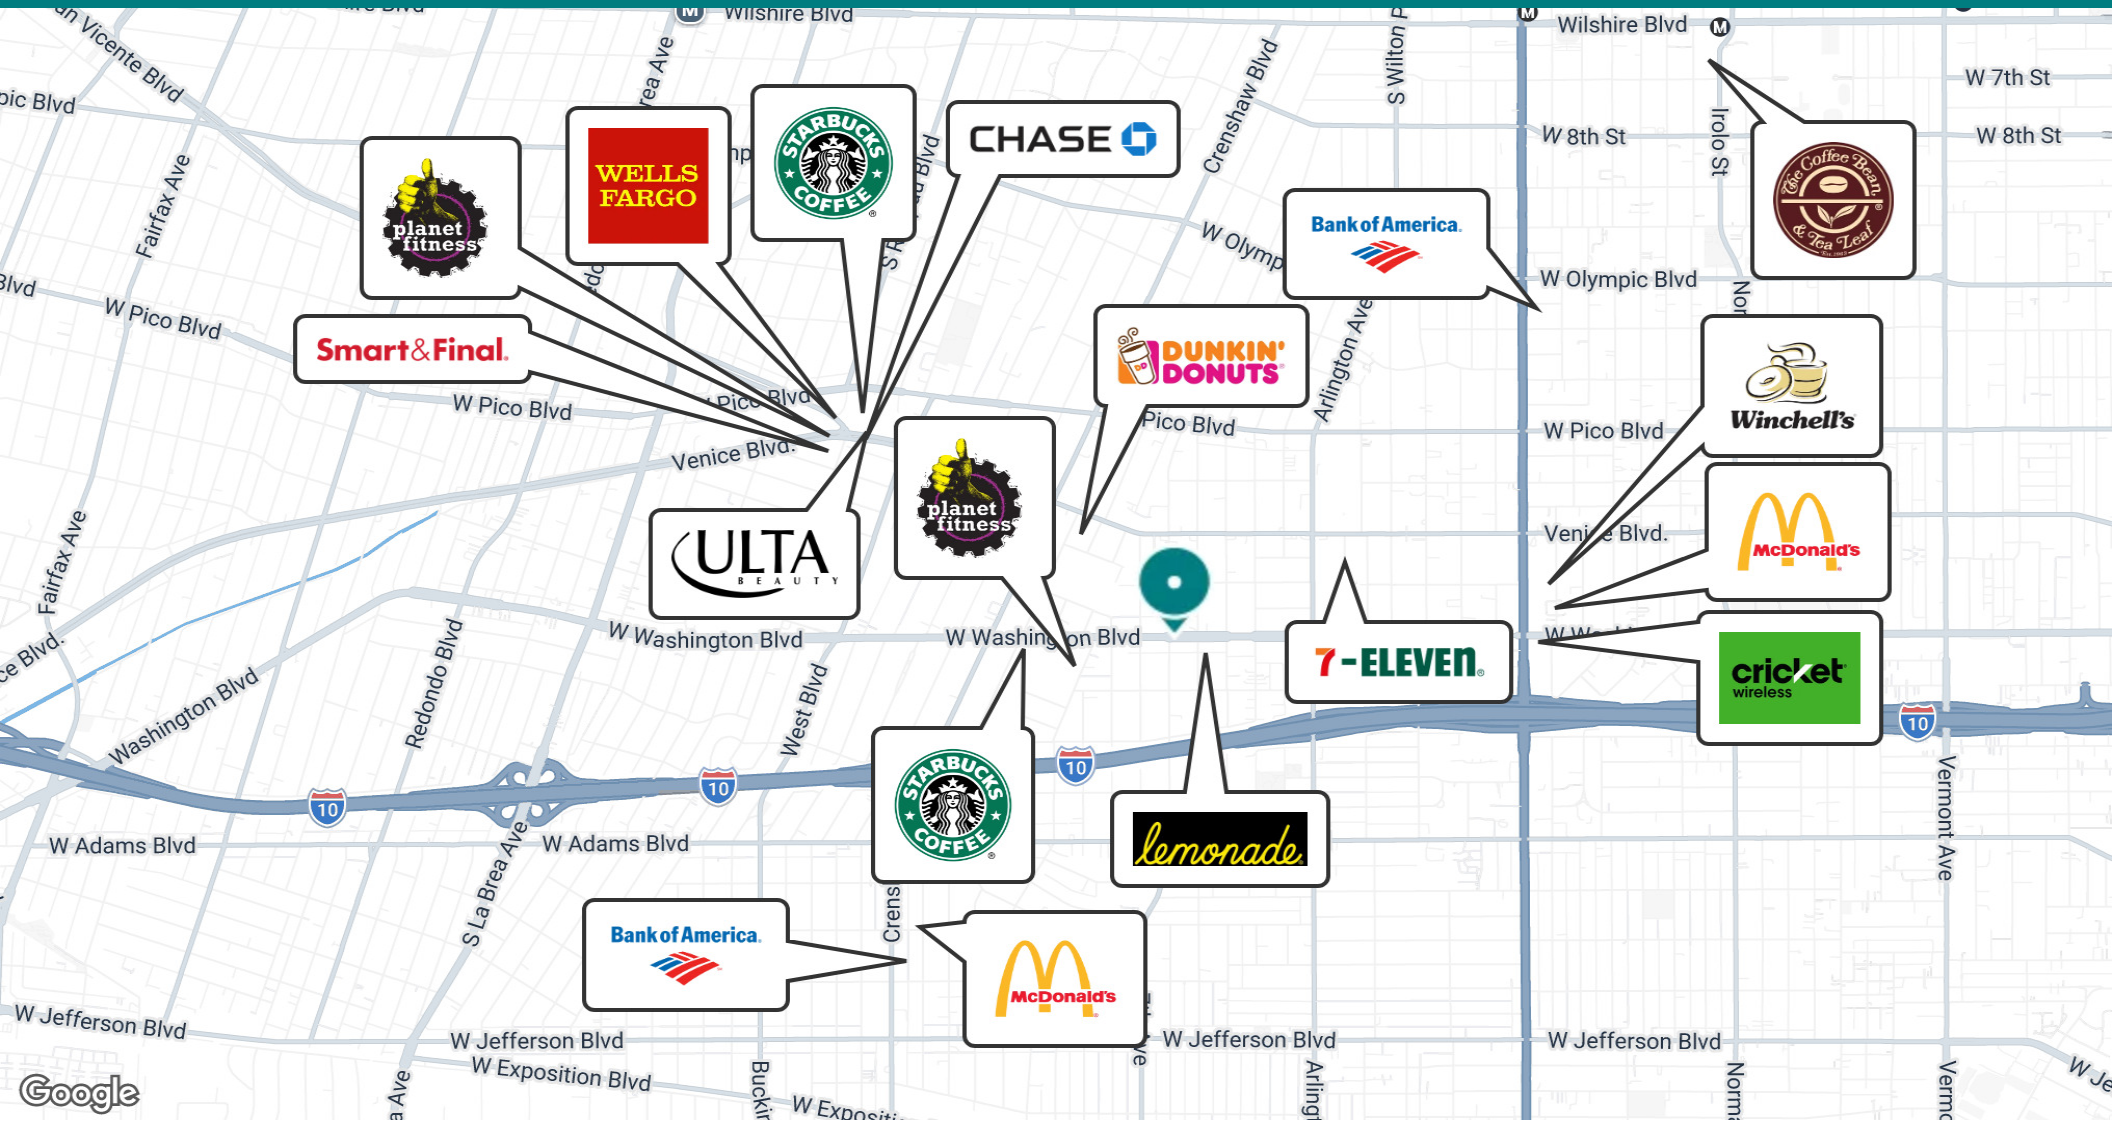 Wilshire Blvd
Wilshire Blvd
M
M
M
W 7th St
Irolo St
S Wilton P
Crenshaw Blvd
W 8th St
W 8th St
STARBUCKS
COFFEE
CHASE
WELLS
FARGO
planet
fitness
Fairfax Ave
The Coffee Bean
& Tea Leaf
Bank of America
W Olymp
W Olympic Blvd
W Pico Blvd
Smart&Final
DUNKIN'
DONUTS
Arlington Ave
Winchell's
W Pico Blvd
Pico Blvd
Pico Blvd
W Pico Blvd
Venice Blvd.
planet
fitness
ULTA
BEAUTY
Blvd.
McDonald's
Fairfax Ave
W Washington Blvd
W Washington Blvd
7-ELEVEN
cricket
wireless
Redondo Blvd
West Blvd
Washington Blvd
10
10
10
10
STARBUCKS
COFFEE
lemonade
W Adams Blvd
W Adams Blvd
Vermont Ave
S La Brea Ave
Bank of America
McDonald's
W Jefferson Blvd
W Jefferson Blvd
W Jefferson Blvd
W Jefferson Blvd
W Exposition Blvd
Google